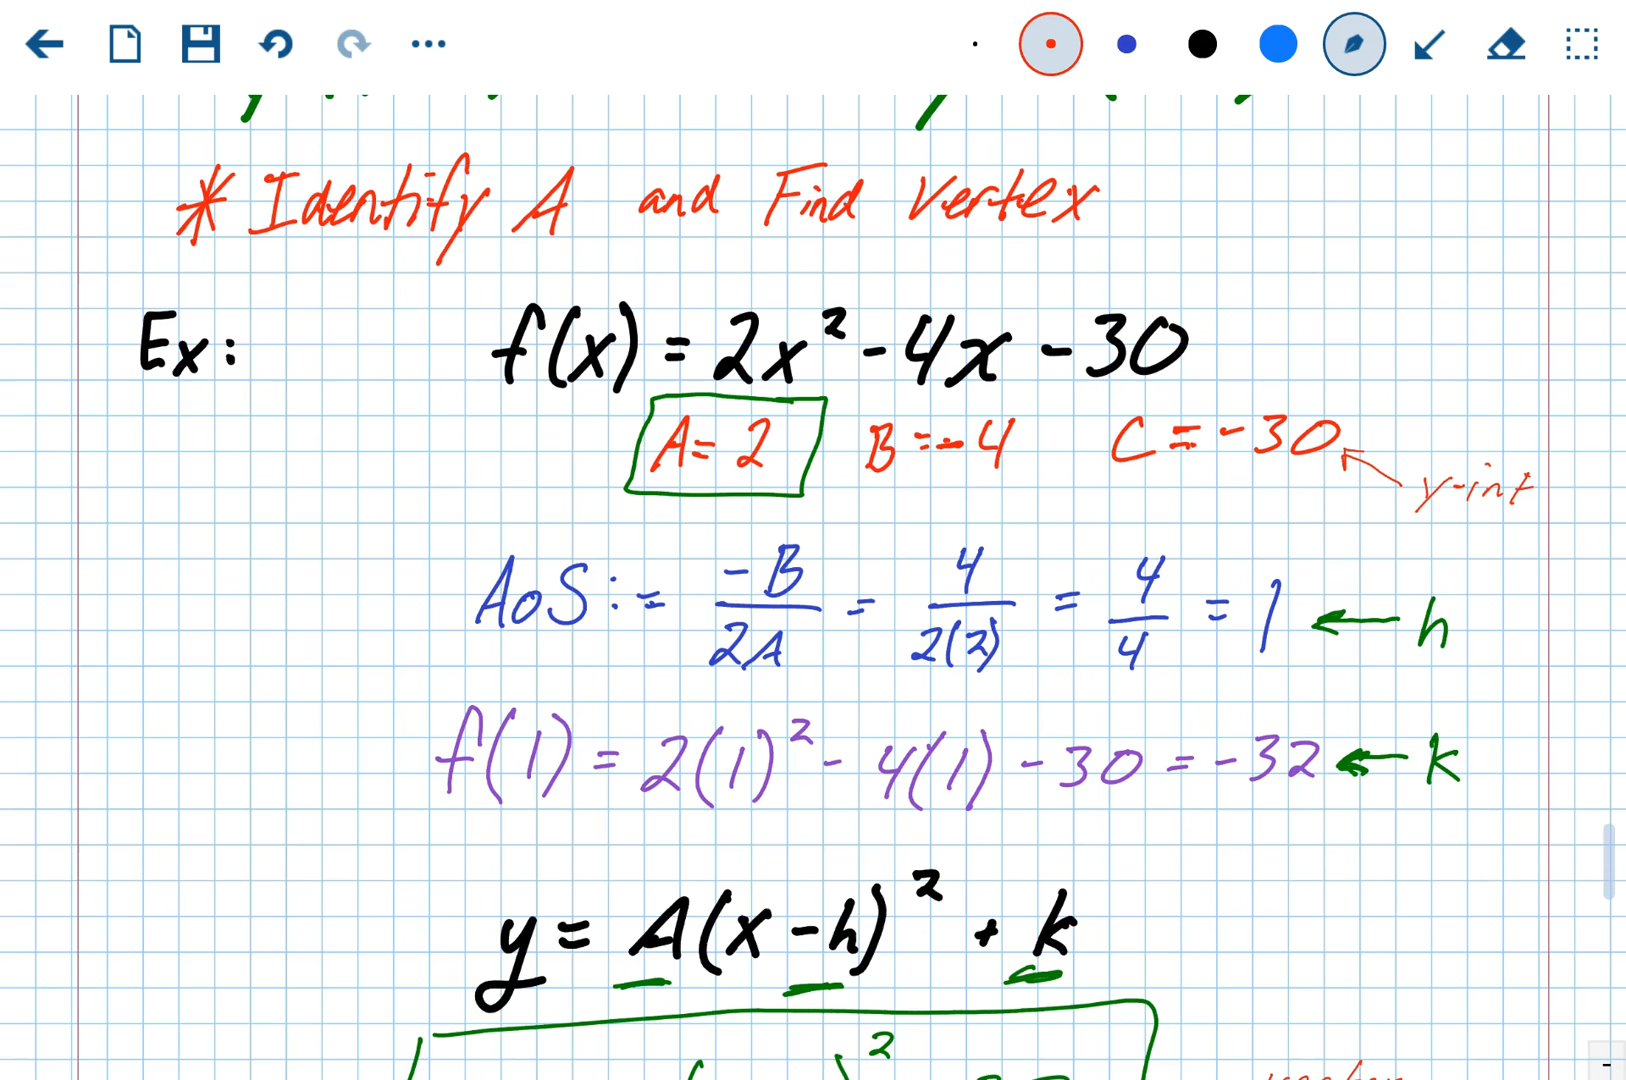 * Identify A and Find Vertex
Ex: f(x) = 2x² - 4x - 30
A = 2 B = -4 C = -30
y-int
AoS: = -B/2A = 4/2(2) = 4/4 = 1 ← h
f(1) = 2(1)² - 4(1) - 30 = -32 ← k
y = A(x - h)² + k
2